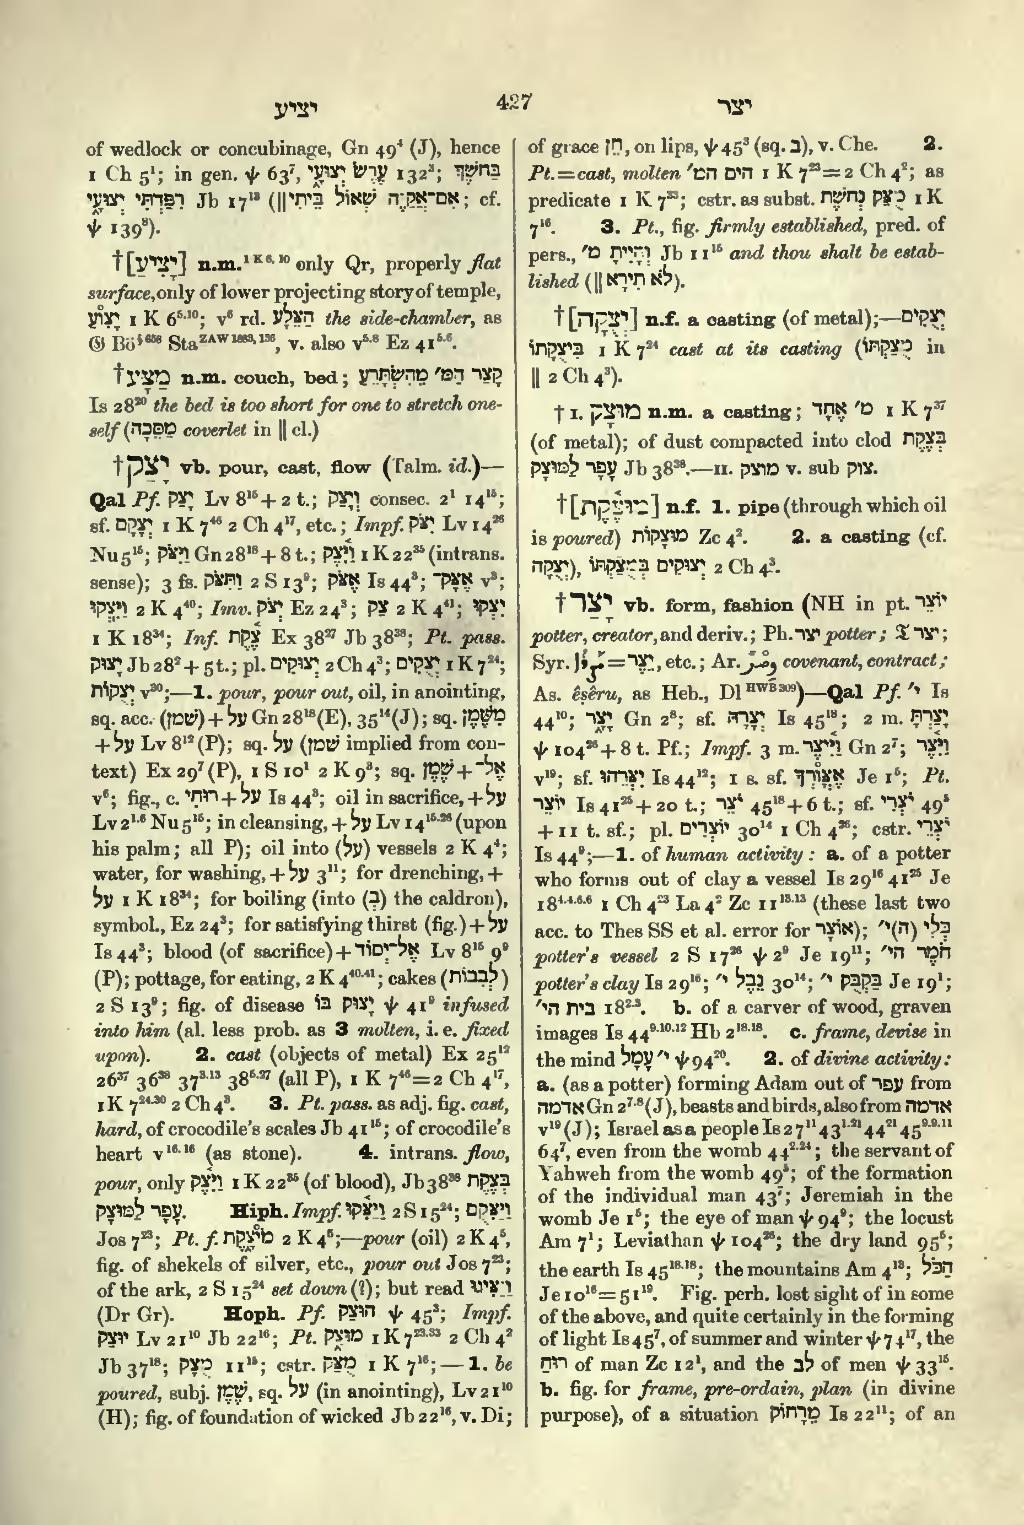 יציע
427
יצר
of wedlock or concubinage, Gn 49⁴ (J), hence
1 Ch 5¹; in gen. ψ 63⁷, עֶרֶשׂ יְצוּעָי 132³; בַּחשֶׁךְ
רִפַּדְתִּי יְצוּעָי Jb 17¹³ (‖ אִם־אֲקַוֶּה שְׁאוֹל בֵּיתִי; cf.
ψ 139⁸).
†[יָצִיעַ] n.m. ¹ ᴷ ⁶, ¹⁰ only Qr, properly flat
surface, only of lower projecting story of temple,
יָצוֹעַ 1 K 6⁵·¹⁰; v⁶ rd. הַצֵּלָע the side-chamber, as
𝔊 Bö§ ⁶⁵⁸ Sta ZAW 1883, 136, v. also v⁵·⁸ Ez 41⁵·⁶.
†מַצָּע n.m. couch, bed; קָצַר הַמּ׳ מֵהִשְׂתָּרֵעַ
Is 28²⁰ the bed is too short for one to stretch one-
self (מַסֵּכָה coverlet in ‖ cl.)
†יָצַק vb. pour, cast, flow (Talm. id.)—
Qal Pf. יָצַק Lv 8¹⁵ + 2 t.; וְיָצַק consec. 2¹ 14¹⁵;
sf. יְצָקָם 1 K 7⁴⁶ 2 Ch 4¹⁷, etc.; Impf. יִצֹק Lv 14²⁶
Nu 5¹⁵; וַיִּצֹק Gn 28¹⁸ + 8 t.; וַיִּ֫צֶק 1 K 22³⁵ (intrans.
sense); 3 fs. וַתִּצֹק 2 S 13⁹; אֶצֹּק Is 44³; אֶצָּק־ v³;
וַיִּצְקוּ 2 K 4⁴⁰; Imv. יְצֹק Ez 24³; צַק 2 K 4⁴¹; יִצְקוּ
1 K 18³⁴; Inf. צֶ֫קֶת Ex 38²⁷ Jb 38³⁸; Pt. pass.
יָצוּק Jb 28² + 5 t.; pl. יְצוּקִים 2 Ch 4³; יְצֻקִים 1 K 7²⁴;
יְצֻקוֹת v³⁰;—1. pour, pour out, oil, in anointing,
sq. acc. (שמן) + על Gn 28¹⁸ (E), 35¹⁴ (J); sq. מִשֶּׁמֶן
+ על Lv 8¹² (P); sq. על (שמן implied from con-
text) Ex 29⁷ (P), 1 S 10¹ 2 K 9³; sq. שֶׁמֶן + אֶל־
v⁶; fig., c. רוּחִי + על Is 44³; oil in sacrifice, + על
Lv 2¹·⁶ Nu 5¹⁵; in cleansing, + על Lv 14¹⁵·²⁶ (upon
his palm; all P); oil into (על) vessels 2 K 4⁴;
water, for washing, + על 3¹¹; for drenching, +
על 1 K 18³⁴; for boiling (into (בְּ) the caldron),
symbol., Ez 24³; for satisfying thirst (fig.) + על
Is 44³; blood (of sacrifice) + אֶל־יְסוֹד Lv 8¹⁵ 9⁹
(P); pottage, for eating, 2 K 4⁴⁰·⁴¹; cakes (לְבִבוֹת)
2 S 13⁹; fig. of disease יָצוּק בּוֹ ψ 41⁹ infused
into him (al. less prob. as 3 molten, i.e. fixed
upon). 2. cast (objects of metal) Ex 25¹²
26³⁷ 36³⁸ 37³·¹³ 38⁵·²⁷ (all P), 1 K 7⁴⁶ = 2 Ch 4¹⁷,
1 K 7²⁴·³⁰ 2 Ch 4³. 3. Pt. pass. as adj. fig. cast,
hard, of crocodile's scales Jb 41¹⁵; of crocodile's
heart v¹⁶·¹⁶ (as stone). 4. intrans. flow,
pour, only וַיִּ֫צֶק 1 K 22³⁵ (of blood), Jb 38³⁸ בְּצֶקֶת
עָפָר לַמּוּצָק. Hiph. Impf. וַיַּצִּ֫קוּ 2 S 15²⁴; וַיַּצִּקֻם
Jos 7²³; Pt. f. מוֹצֶקֶת 2 K 4⁵;—pour (oil) 2 K 4⁵,
fig. of shekels of silver, etc., pour out Jos 7²³;
of the ark, 2 S 15²⁴ set down (?); but read וַיַּצִּיגוּ
(Dr Gr). Hoph. Pf. הוּצַק ψ 45³; Impf.
יוּצַק Lv 21¹⁰ Jb 22¹⁶; Pt. מוּצָק 1 K 7²³·³³ 2 Ch 4²
Jb 37¹⁸; מֻצָק 11¹⁵; cstr. מֻצַק 1 K 7¹⁶;—1. be
poured, subj. שֶׁמֶן, sq. על (in anointing), Lv 21¹⁰
(H); fig. of foundation of wicked Jb 22¹⁶, v. Di;
of grace חֵן, on lips, ψ 45³ (sq. ב), v. Che. 2.
Pt. = cast, molten הים המ׳ 1 K 7²³ = 2 Ch 4²; as
predicate 1 K 7³³; cstr. as subst. מֻצַק נְחשֶׁת 1 K
7¹⁶. 3. Pt., fig. firmly established, pred. of
pers., וְהָיִיתָ מ׳ Jb 11¹⁵ and thou shalt be estab-
lished (‖ לֹא תִירָא).
†[יְצֻקָה] n.f. a casting (of metal);—יְצֻקִים
בִּיצֻקָתוֹ 1 K 7²⁴ cast at its casting (מֻצַקְתּוֹ in
‖ 2 Ch 4³).
†I. מוּצָק n.m. a casting; מ׳ אֶחָד 1 K 7³⁷
(of metal); of dust compacted into clod בְּצֶקֶת
עָפָר לַמּוּצָק Jb 38³⁸.—II. מוצק v. sub צוק.
†[מוּצֶ֫קֶת] n.f. 1. pipe (through which oil
is poured) מוּצָקוֹת Zc 4². 2. a casting (cf.
יְצֻקָה), יְצוּקִים בְּמֻצַקְתּוֹ 2 Ch 4³.
†יָצַר vb. form, fashion (NH in pt. יוֹצֵר
potter, creator, and deriv.; Ph. יצר potter; 𝔗 יצר;
Syr. = יֵצֶר, etc.; Ar. covenant, contract;
As. êṣêru, as Heb., Dl HWB 309)—Qal Pf. י׳ Is
44¹⁰; יָצָר Gn 2⁸; sf. יְצָרָהּ Is 45¹⁸; 2 m. יָצַרְתָּ
ψ 104²⁶ + 8 t. Pf.; Impf. 3 m. וַיִּ֫יצֶר Gn 2⁷; וַיִּ֫צֶר
v¹⁹; sf. יִצְּרֵהוּ Is 44¹²; 1 s. sf. אֶצָּורְךָ Je 1⁵; Pt.
יוֹצֵר Is 41²⁵ + 20 t.; יֹצֵר 45¹⁸ + 6 t.; sf. יֹצְרִי 49⁵
+ 11 t. sf.; pl. יוֹצְרִים 30¹⁴ 1 Ch 4²³; cstr. יֹצְרֵי
Is 44⁹;—1. of human activity: a. of a potter
who forms out of clay a vessel Is 29¹⁶ 41²⁵ Je
18⁴·⁴·⁶·⁶ 1 Ch 4²³ La 4² Zc 11¹³·¹³ (these last two
acc. to Thes SS et al. error for אוֹצָר); כְּלִי (ה)י׳
potter's vessel 2 S 17²⁸ ψ 2⁹ Je 19¹¹; חֹמֶר הי׳
potter's clay Is 29¹⁶; נֵבֶל י׳ 30¹⁴; בַּקְבֻּק י׳ Je 19¹;
בית הי׳ 18²·³. b. of a carver of wood, graven
images Is 44⁹·¹⁰·¹² Hb 2¹⁸·¹⁸. c. frame, devise in
the mind י׳ עָמָל ψ 94²⁰. 2. of divine activity:
a. (as a potter) forming Adam out of עפר from
אדמה Gn 2⁷·⁸ (J), beasts and birds, also from אדמה
v¹⁹ (J); Israel as a people Is 27¹¹ 43¹·²¹ 44²¹ 45⁹·⁹·¹¹
64⁷, even from the womb 44²·²⁴; the servant of
Yahweh from the womb 49⁵; of the formation
of the individual man 43⁷; Jeremiah in the
womb Je 1⁵; the eye of man ψ 94⁹; the locust
Am 7¹; Leviathan ψ 104²⁶; the dry land 95⁵;
the earth Is 45¹⁸·¹⁸; the mountains Am 4¹³; הַכֹּל
Je 10¹⁶ = 51¹⁹. Fig. perh. lost sight of in some
of the above, and quite certainly in the forming
of light Is 45⁷, of summer and winter ψ 74¹⁷, the
רוּחַ of man Zc 12¹, and the לב of men ψ 33¹⁵.
b. fig. for frame, pre-ordain, plan (in divine
purpose), of a situation מֵרָחוֹק Is 22¹¹; of an